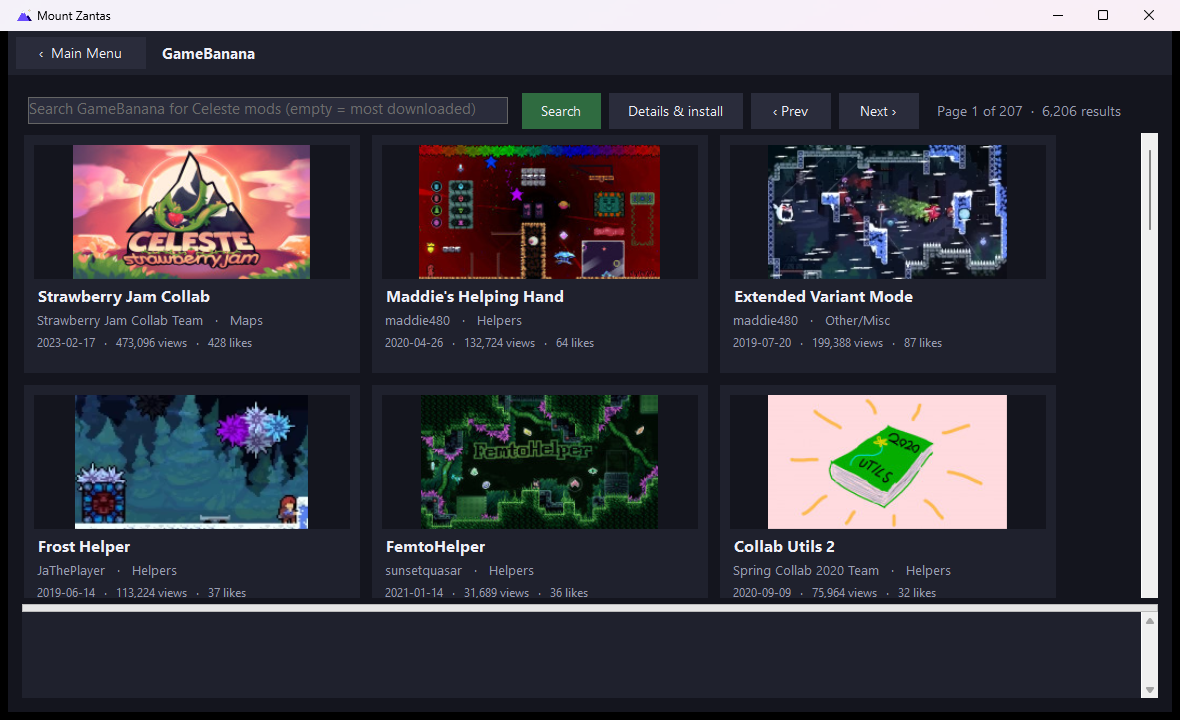 Mount Zantas
‹ Main Menu
GameBanana
Search GameBanana for Celeste mods (empty = most downloaded)
Search
Details & install
‹ Prev
Next ›
Page 1 of 207 · 6,206 results
CELESTE
strawberry jam
Strawberry Jam Collab
Strawberry Jam Collab Team · Maps
2023-02-17 · 473,096 views · 428 likes
Maddie's Helping Hand
maddie480 · Helpers
2020-04-26 · 132,724 views · 64 likes
Extended Variant Mode
maddie480 · Other/Misc
2019-07-20 · 199,388 views · 87 likes
Frost Helper
JaThePlayer · Helpers
2019-06-14 · 113,224 views · 37 likes
FemtoHelper
FemtoHelper
sunsetquasar · Helpers
2021-01-14 · 31,689 views · 36 likes
2020
UTILS
Collab Utils 2
Spring Collab 2020 Team · Helpers
2020-09-09 · 75,964 views · 32 likes